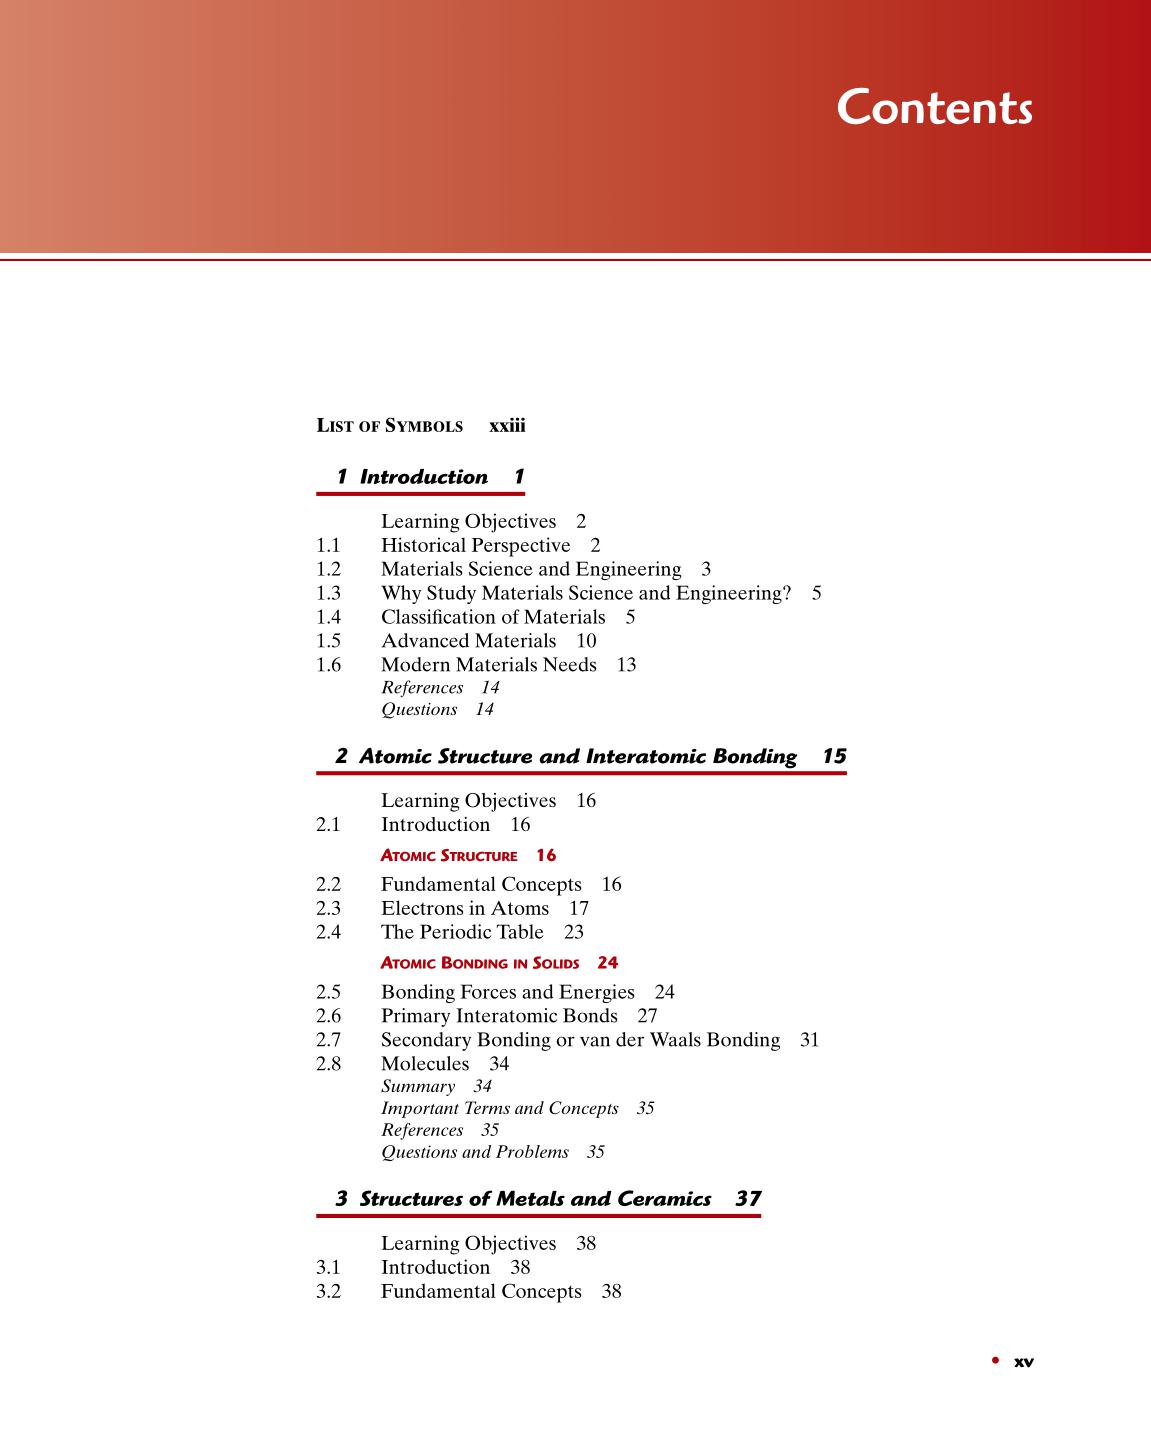 Contents
LIST OF SYMBOLS xxiii
1 Introduction 1
Learning Objectives 2
1.1 Historical Perspective 2
1.2 Materials Science and Engineering 3
1.3 Why Study Materials Science and Engineering? 5
1.4 Classification of Materials 5
1.5 Advanced Materials 10
1.6 Modern Materials Needs 13
References 14
Questions 14
2 Atomic Structure and Interatomic Bonding 15
Learning Objectives 16
2.1 Introduction 16
ATOMIC STRUCTURE 16
2.2 Fundamental Concepts 16
2.3 Electrons in Atoms 17
2.4 The Periodic Table 23
ATOMIC BONDING IN SOLIDS 24
2.5 Bonding Forces and Energies 24
2.6 Primary Interatomic Bonds 27
2.7 Secondary Bonding or van der Waals Bonding 31
2.8 Molecules 34
Summary 34
Important Terms and Concepts 35
References 35
Questions and Problems 35
3 Structures of Metals and Ceramics 37
Learning Objectives 38
3.1 Introduction 38
3.2 Fundamental Concepts 38
• xv